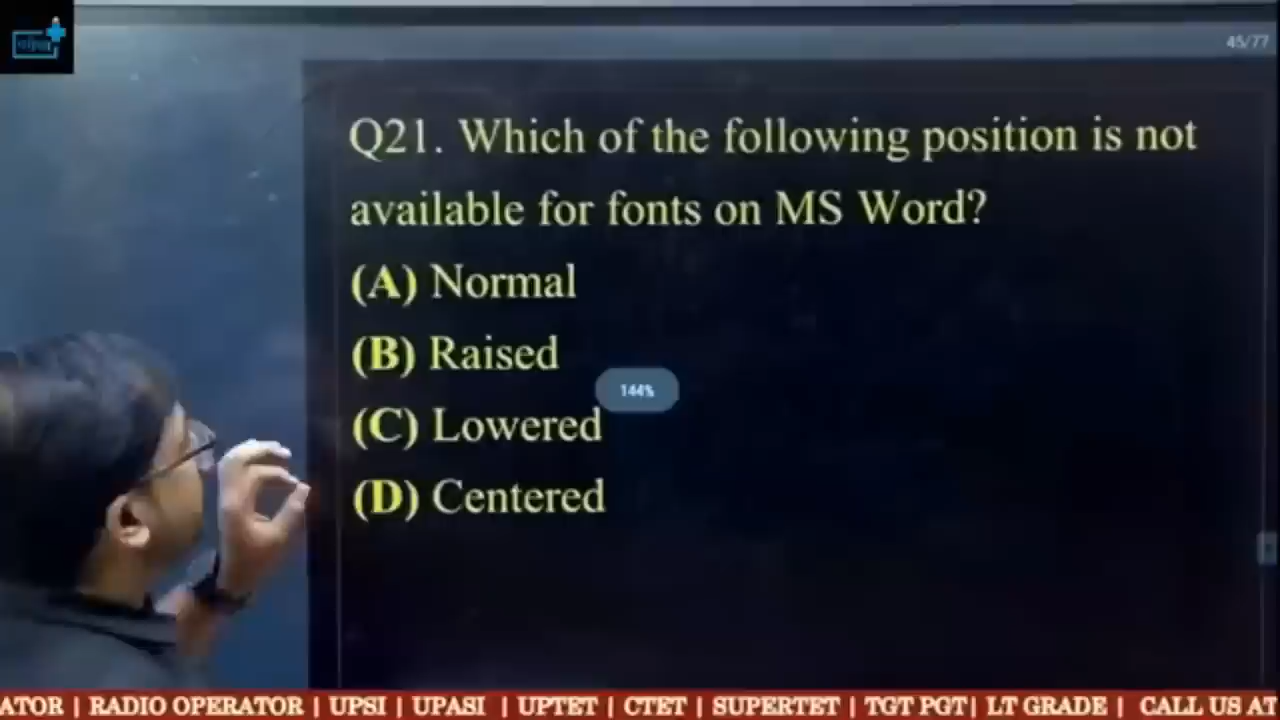 45/77
Q21. Which of the following position is not
available for fonts on MS Word?
(A) Normal
(B) Raised
144%
(C) Lowered
(D) Centered
ATOR | RADIO OPERATOR | UPSI | UPASI | UPTET | CTET | SUPERTET | TGT PGT| LT GRADE | CALL US AT